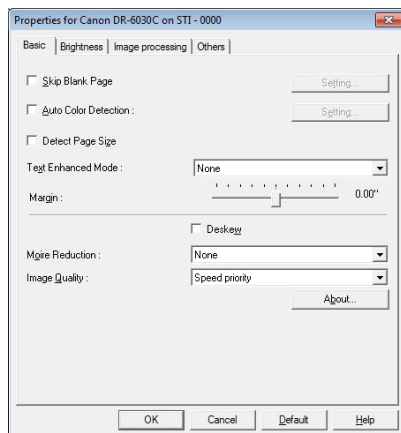 Properties for Canon DR-6030C on STI - 0000
Basic Brightness Image processing Others
Skip Blank Page Setting...
Auto Color Detection : Setting...
Detect Page Size
Text Enhanced Mode : None
Margin : 0.00"
Deskew
Moire Reduction : None
Image Quality : Speed priority
About...
OK Cancel Default Help